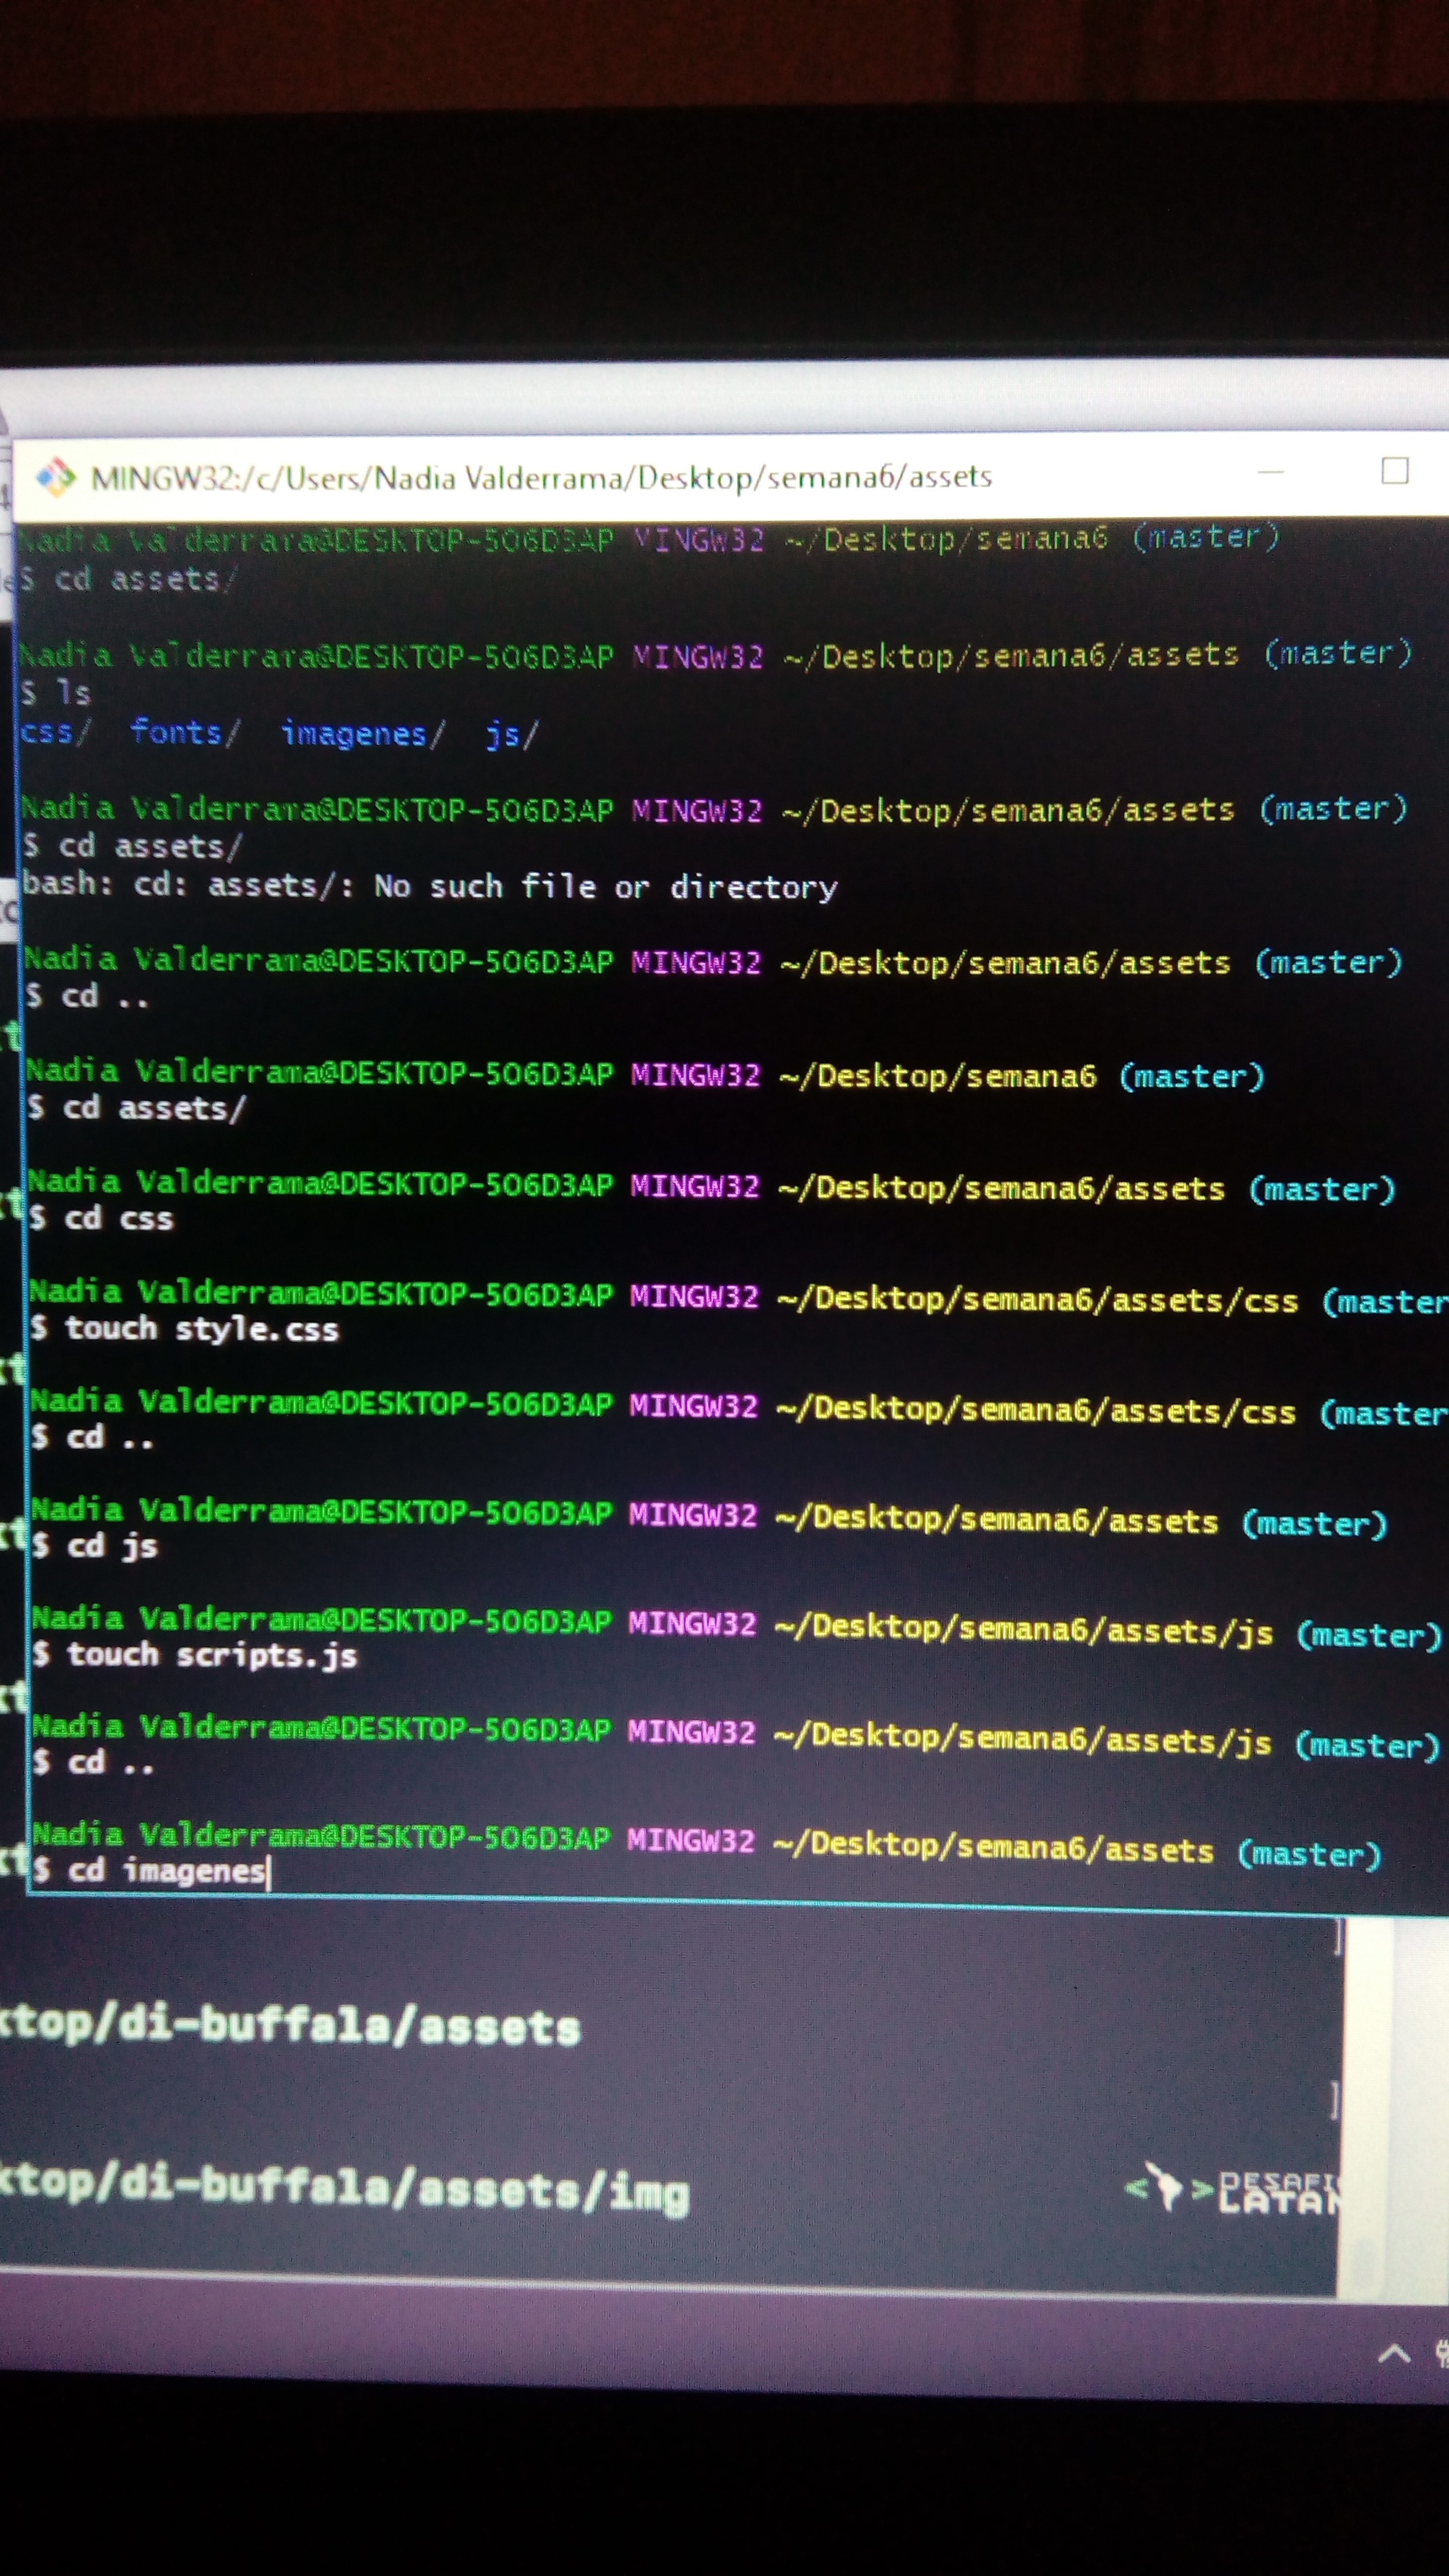 MINGW32:/c/Users/Nadia Valderrama/Desktop/semana6/assets
Nadia Valderrama@DESKTOP-506D3AP MINGW32 ~/Desktop/semana6 (master)
$ cd assets/
Nadia Valderrama@DESKTOP-506D3AP MINGW32 ~/Desktop/semana6/assets (master)
$ ls
css/ fonts/ imagenes/ js/
Nadia Valderrama@DESKTOP-506D3AP MINGW32 ~/Desktop/semana6/assets (master)
$ cd assets/
bash: cd: assets/: No such file or directory
Nadia Valderrama@DESKTOP-506D3AP MINGW32 ~/Desktop/semana6/assets (master)
$ cd ..
Nadia Valderrama@DESKTOP-506D3AP MINGW32 ~/Desktop/semana6 (master)
$ cd assets/
Nadia Valderrama@DESKTOP-506D3AP MINGW32 ~/Desktop/semana6/assets (master)
$ cd css
Nadia Valderrama@DESKTOP-506D3AP MINGW32 ~/Desktop/semana6/assets/css (master
$ touch style.css
Nadia Valderrama@DESKTOP-506D3AP MINGW32 ~/Desktop/semana6/assets/css (master
$ cd ..
Nadia Valderrama@DESKTOP-506D3AP MINGW32 ~/Desktop/semana6/assets (master)
$ cd js
Nadia Valderrama@DESKTOP-506D3AP MINGW32 ~/Desktop/semana6/assets/js (master)
$ touch scripts.js
Nadia Valderrama@DESKTOP-506D3AP MINGW32 ~/Desktop/semana6/assets/js (master)
$ cd ..
Nadia Valderrama@DESKTOP-506D3AP MINGW32 ~/Desktop/semana6/assets (master)
$ cd imagenes
]
ktop/di-buffala/assets
]
ktop/di-buffala/assets/img
< > DESAFI
LATAM